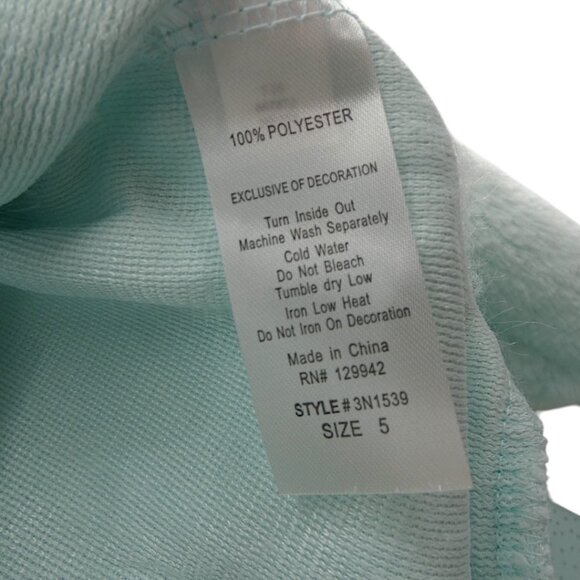 100% POLYESTER
EXCLUSIVE OF DECORATION
Turn Inside Out
Machine Wash Separately
Cold Water
Do Not Bleach
Tumble dry Low
Iron Low Heat
Do Not Iron On Decoration
Made in China
RN# 129942
STYLE#3N1539
SIZE 5